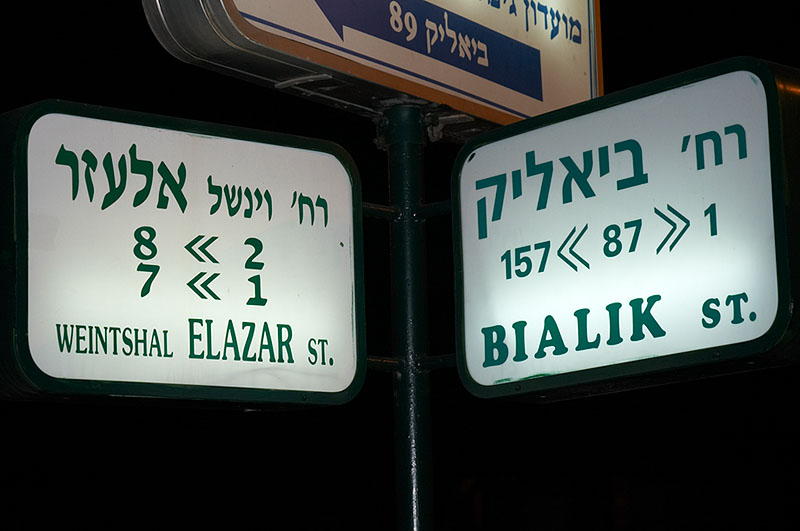 מועדון
ביאליק 89
רח׳ וינשל אלעזר
8 << 2
7 << 1
WEINTSHAL ELAZAR ST.
רח׳ ביאליק
157 << 87 >> 1
BIALIK ST.